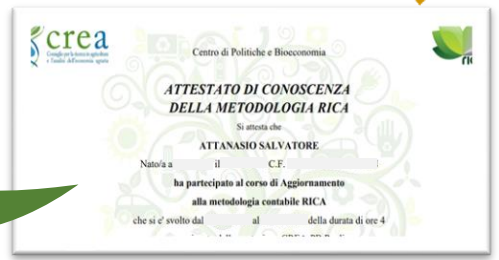 crea
Consiglio per la ricerca in agricoltura
e l'analisi dell'economia agraria
Centro di Politiche e Bioeconomia
ATTESTATO DI CONOSCENZA
DELLA METODOLOGIA RICA
Si attesta che
ATTANASIO SALVATORE
Nato/a a il C.F.
ha partecipato al corso di Aggiornamento
alla metodologia contabile RICA
che si e' svolto dal al della durata di ore 4